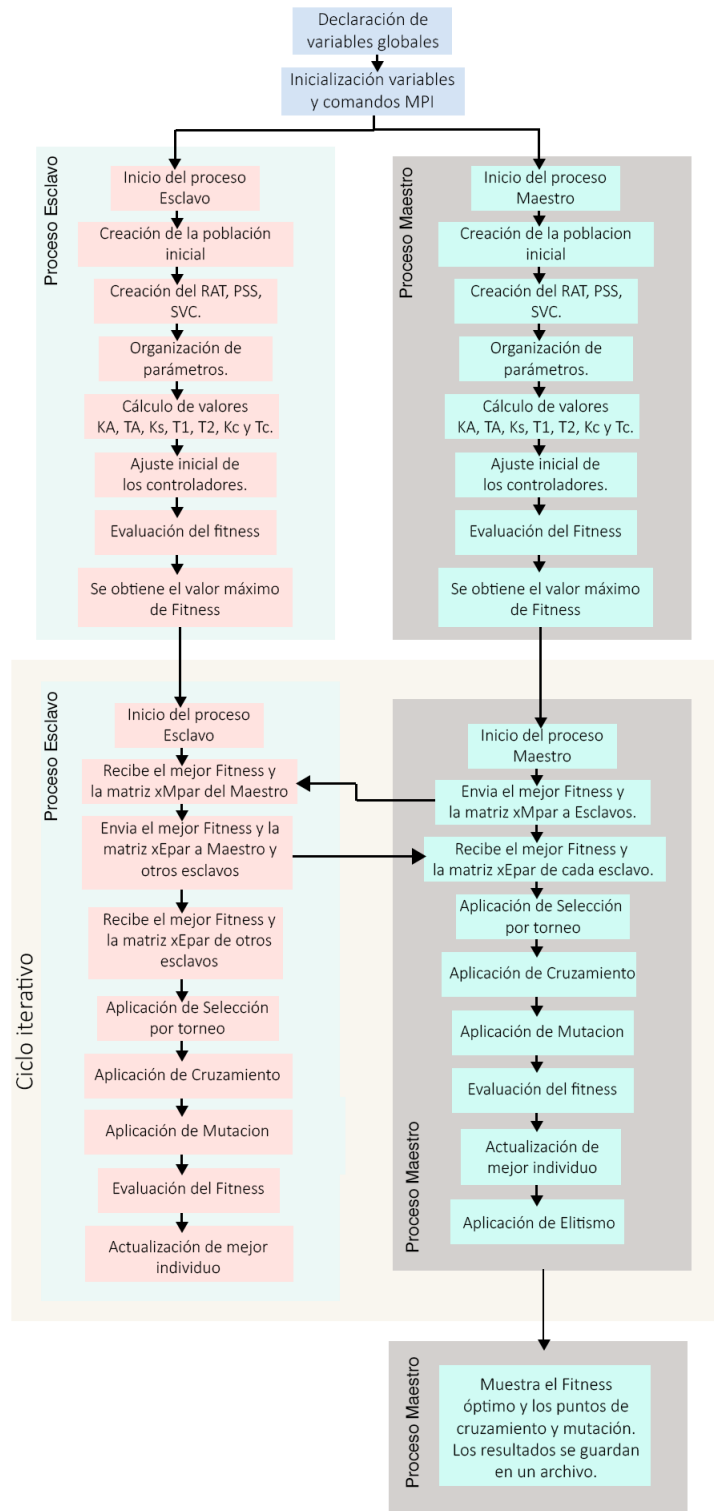 Declaración de
variables globales
Inicialización variables
y comandos MPI
Proceso Esclavo
Inicio del proceso
Esclavo
Creación de la población
inicial
Creación del RAT, PSS,
SVC.
Organización de
parámetros.
Cálculo de valores
KA, TA, Ks, T1, T2, Kc y Tc.
Ajuste inicial de
los controladores.
Evaluación del fitness
Se obtiene el valor máximo
de Fitness
Proceso Maestro
Inicio del proceso
Maestro
Creación de la poblacion
inicial
Creación del RAT, PSS,
SVC.
Organización de
parámetros.
Cálculo de valores
KA, TA, Ks, T1, T2, Kc y Tc.
Ajuste inicial de
los controladores.
Evaluación del Fitness
Se obtiene el valor máximo
de Fitness
Ciclo iterativo
Proceso Esclavo
Inicio del proceso
Esclavo
Recibe el mejor Fitness y
la matriz xMpar del Maestro
Envia el mejor Fitness y la
matriz xEpar a Maestro y
otros esclavos
Recibe el mejor Fitness y
la matriz xEpar de otros
esclavos
Aplicación de Selección
por torneo
Aplicación de Cruzamiento
Aplicación de Mutacion
Evaluación del Fitness
Actualización de mejor
individuo
Proceso Maestro
Inicio del proceso
Maestro
Envia el mejor Fitness y
la matriz xMpar a Esclavos.
Recibe el mejor Fitness y
la matriz xEpar de cada esclavo.
Aplicación de Selección
por torneo
Aplicación de Cruzamiento
Aplicación de Mutacion
Evaluación del fitness
Actualización de
mejor individuo
Aplicación de Elitismo
Proceso Maestro
Proceso Maestro
Muestra el Fitness
óptimo y los puntos de
cruzamiento y mutación.
Los resultados se guardan
en un archivo.